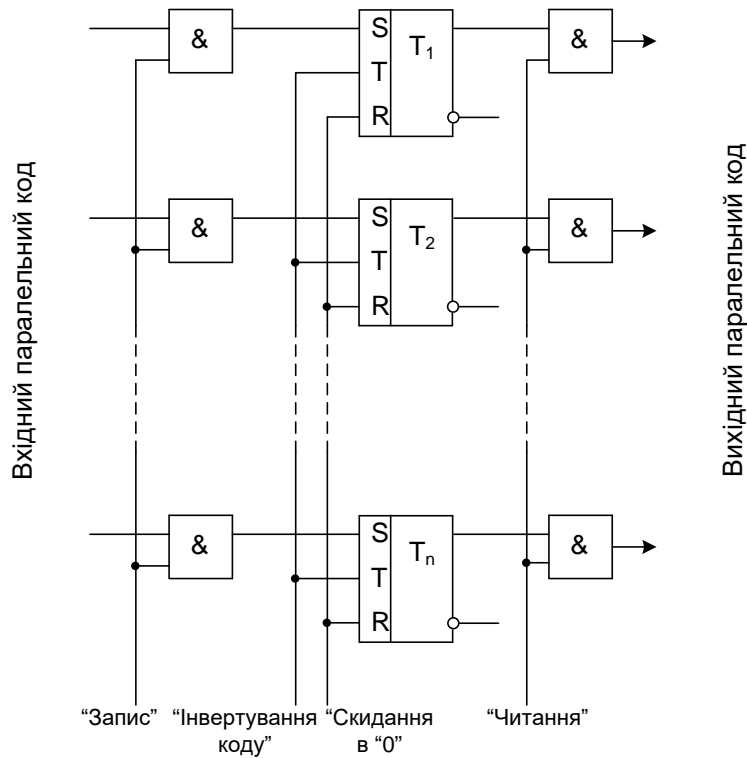 & S T₁ &
T
R
Вхідний паралельний код
Вихідний паралельний код
& S T₂ &
T
R
& S Tₙ &
T
R
“Запис” “Інвертування “Скидання “Читання”
коду” в “0”